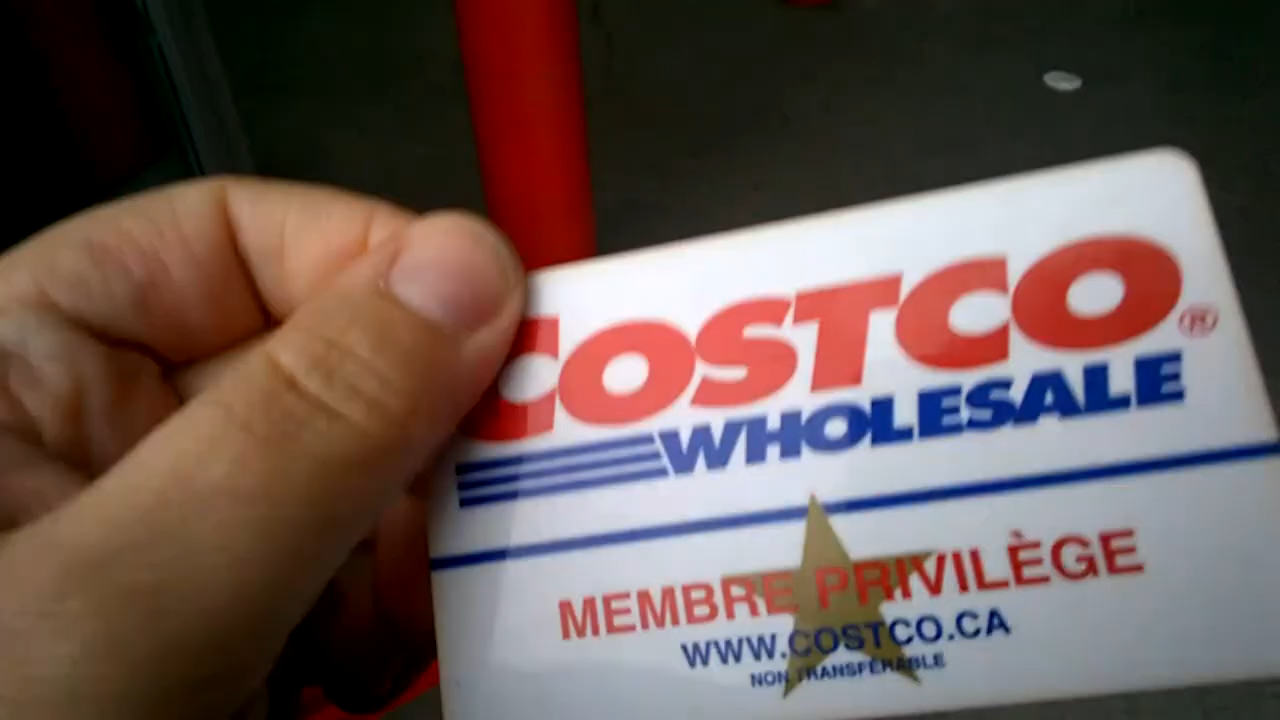 COSTCO®
WHOLESALE
MEMBRE PRIVILÈGE
WWW.COSTCO.CA
NON TRANSFÉRABLE